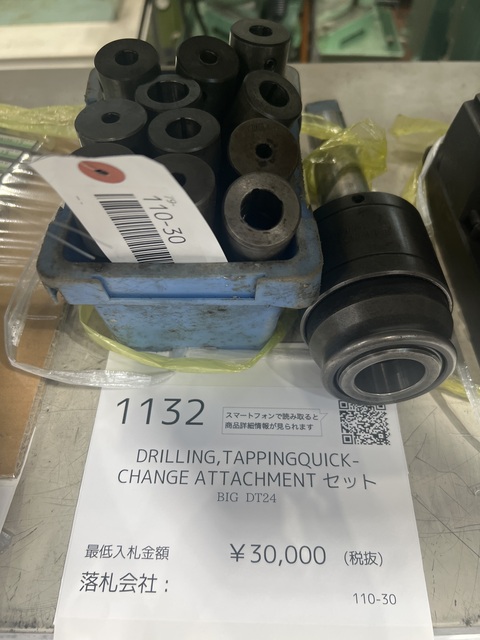 110-30
1132
スマートフォンで読み取ると
商品詳細情報が見られます
DRILLING,TAPPINGQUICK-
CHANGE ATTACHMENT セット
BIG DT24
最低入札金額 ￥30,000 (税抜)
落札会社：
110-30